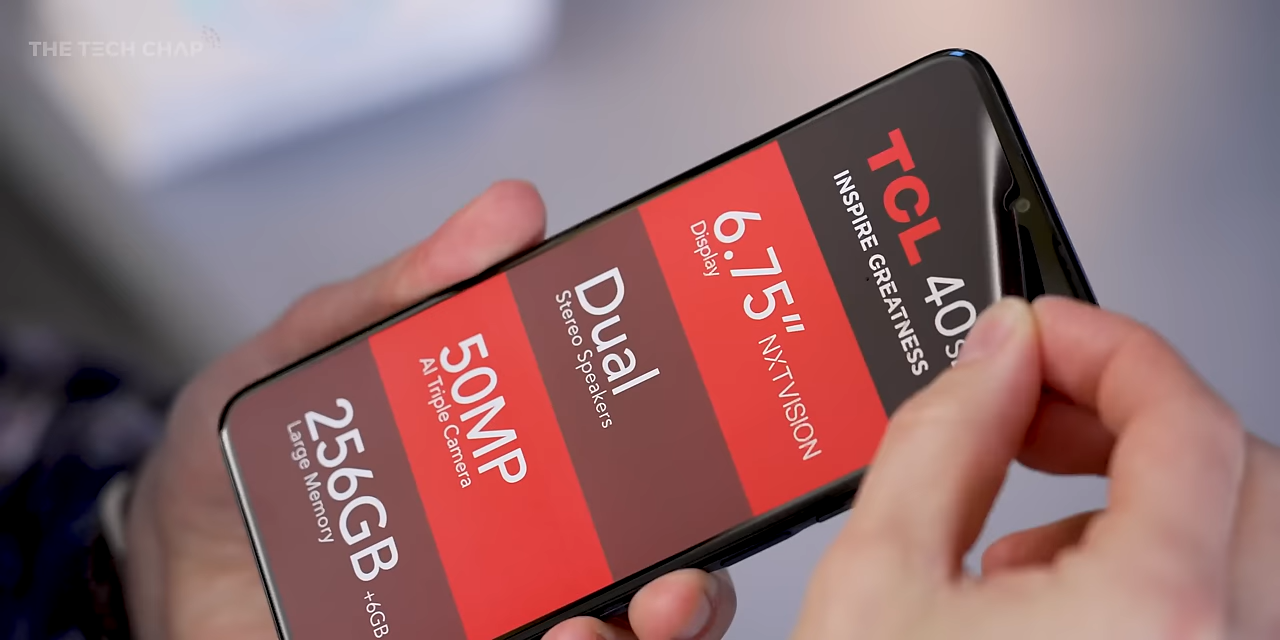 THE TECH CHAP
TCL 40S
INSPIRE GREATNESS
6.75" NXTVISION
Display
Dual
Stereo Speakers
50MP
AI Triple Camera
256GB +6GB
Large Memory